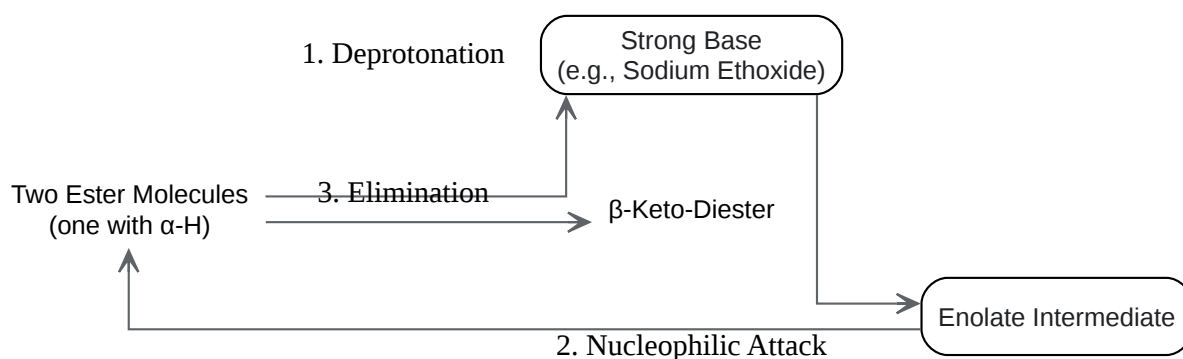 1. Deprotonation
Strong Base
(e.g., Sodium Ethoxide)
Two Ester Molecules
(one with α-H)
3. Elimination
β-Keto-Diester
Enolate Intermediate
2. Nucleophilic Attack